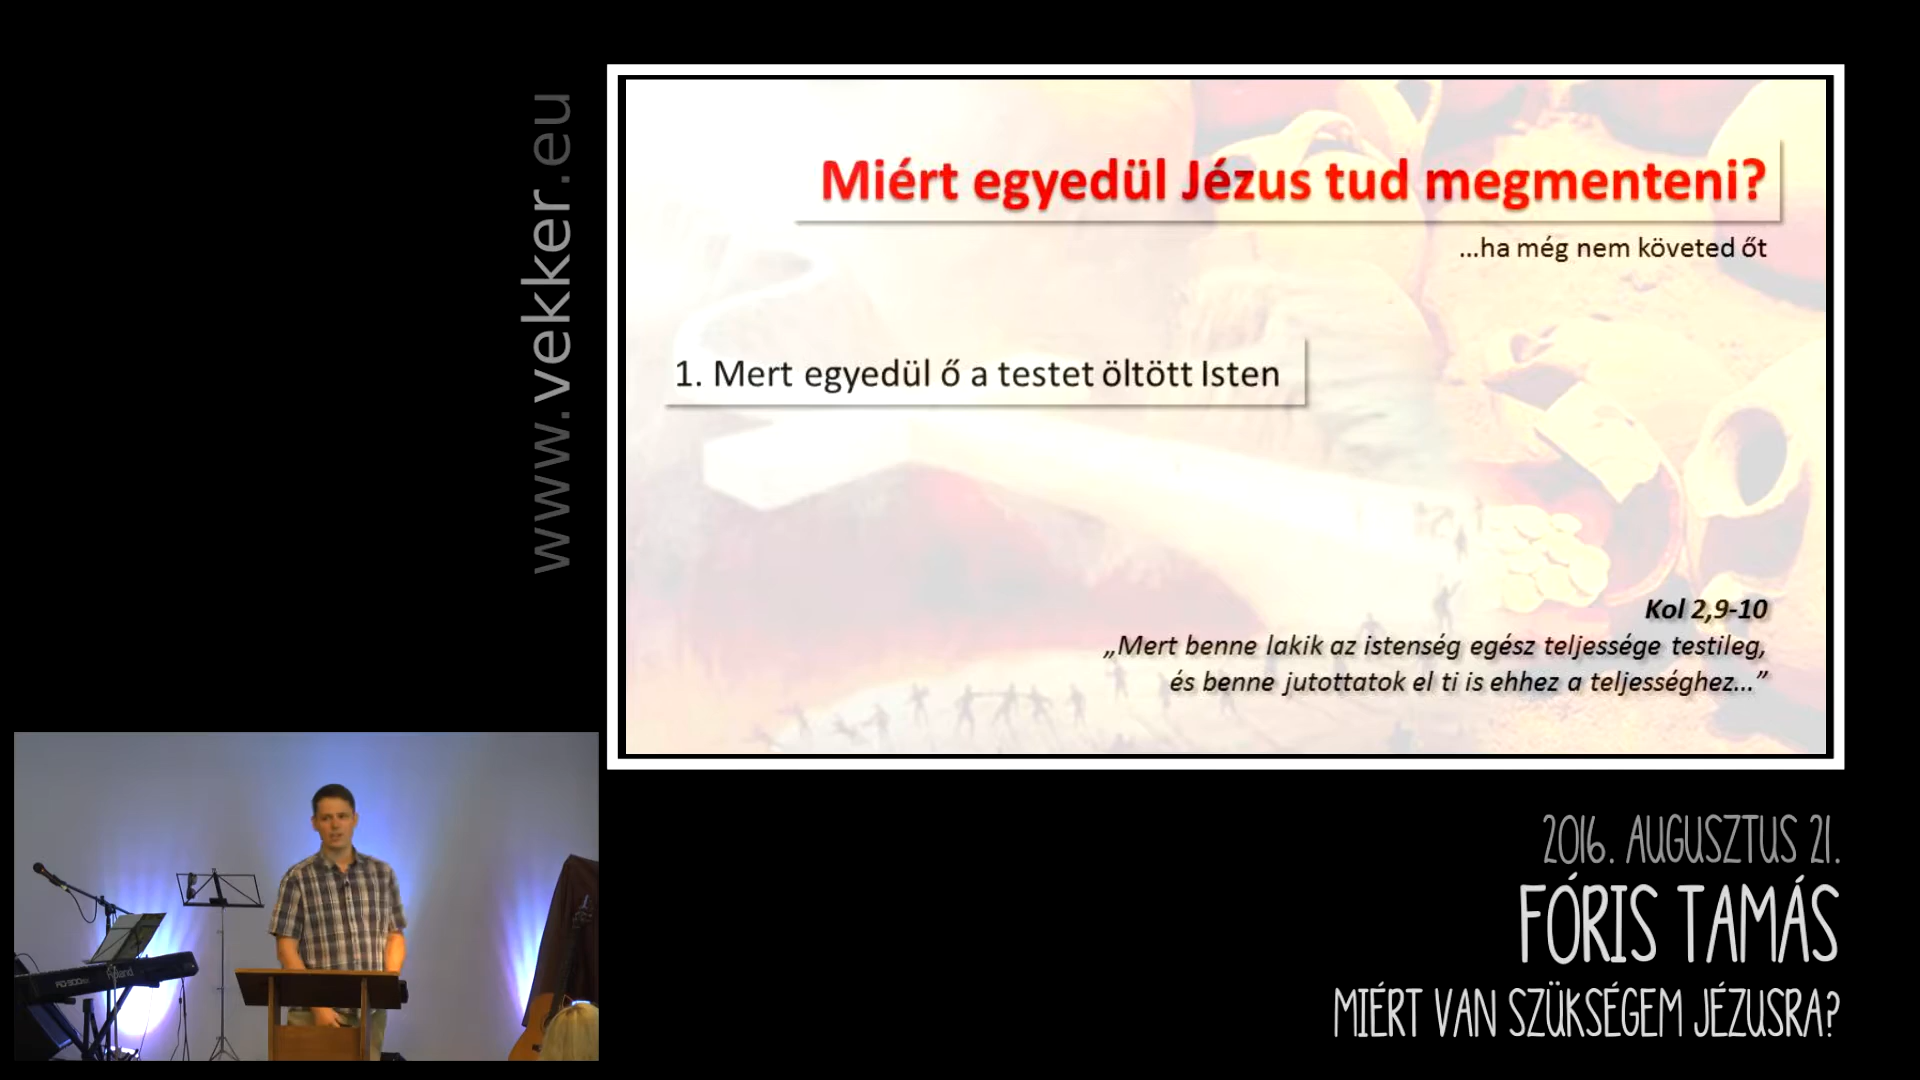 www.vekker.eu
Miért egyedül Jézus tud megmenteni?
...ha még nem követed őt
1. Mert egyedül ő a testet öltött Isten
Kol 2,9-10
„Mert benne lakik az istenség egész teljessége testileg,
és benne jutottatok el ti is ehhez a teljességhez...”
Roland
2016. AUGUSZTUS 21.
FÓRIS TAMÁS
MIÉRT VAN SZÜKSÉGEM JÉZUSRA?